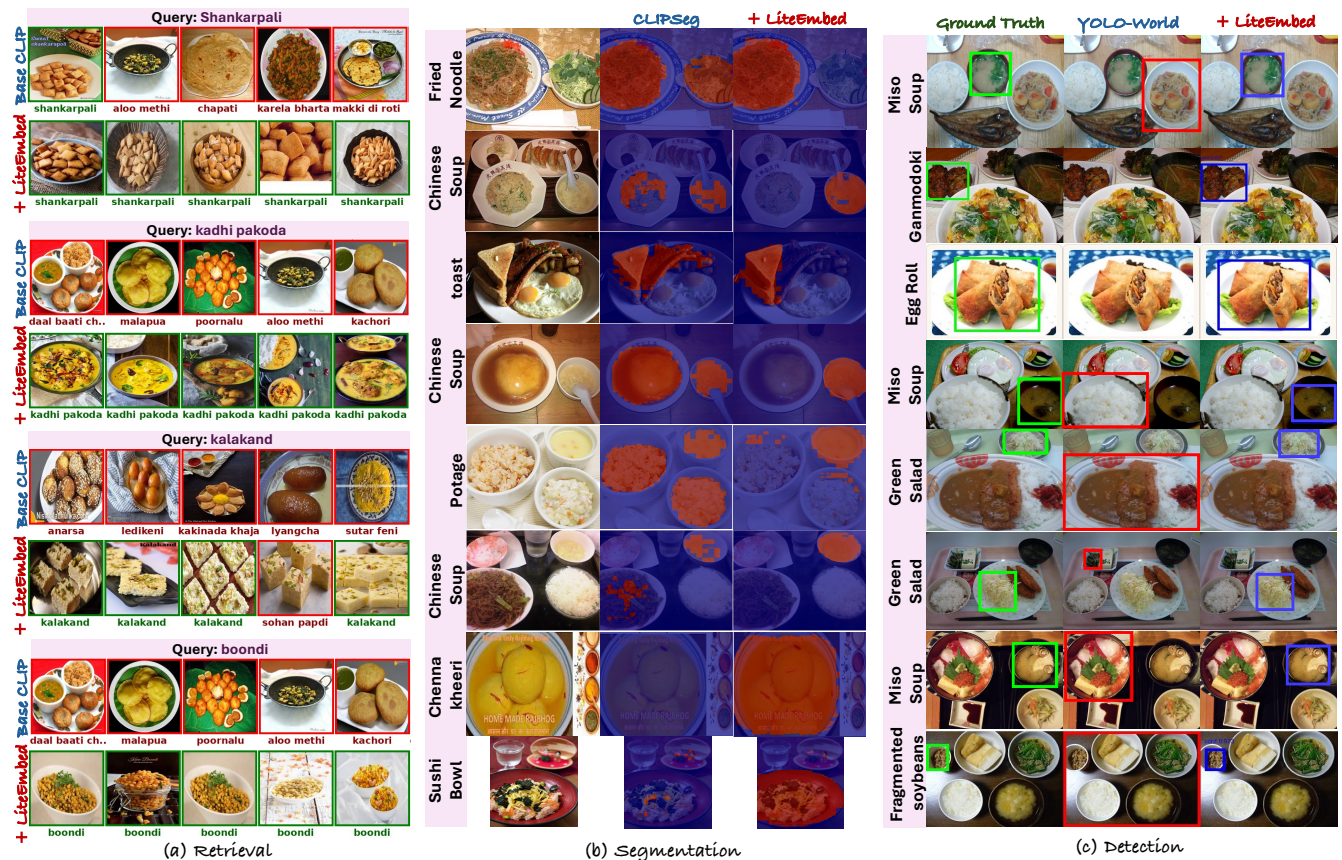 Query: Shankarpali
Base CLIP
shankarpali
aloo methi
chapati
karela bharta
makki di roti
+ LiteEmbed
shankarpali
shankarpali
shankarpali
shankarpali
shankarpali
Query: kadhi pakoda
Base CLIP
daal baati ch..
malapua
poornalu
aloo methi
kachori
+ LiteEmbed
kadhi pakoda
kadhi pakoda
kadhi pakoda
kadhi pakoda
kadhi pakoda
Query: kalakand
Base CLIP
anarsa
ledikeni
kakinada khaja
lyangcha
sutar feni
+ LiteEmbed
kalakand
kalakand
kalakand
kalakand
sohan papdi
kalakand
Query: boondi
Base CLIP
daal baati ch..
malapua
poornalu
aloo methi
kachori
+ LiteEmbed
boondi
boondi
boondi
boondi
boondi
(a) Retrieval
CLIPSeg
+ LiteEmbed
Fried
Noodle
Chinese
Soup
toast
Chinese
Soup
Potage
Chinese
Soup
Chenna
kheeri
HOME MADE RAJBHOG
Sushi
Bowl
(b) Segmentation
Ground Truth
YOLO-World
+ LiteEmbed
Miso
Soup
Ganmodoki
Egg Roll
Miso
Soup
Green
Salad
Green
Salad
Miso
Soup
Fragmented
soybeans
(c) Detection